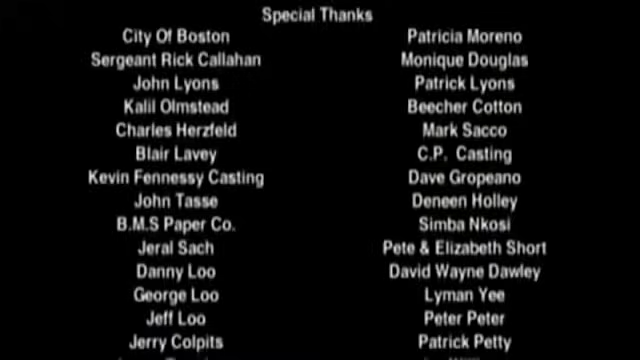 Special Thanks
City Of Boston Patricia Moreno
Sergeant Rick Callahan Monique Douglas
John Lyons Patrick Lyons
Kalil Olmstead Beecher Cotton
Charles Herzfeld Mark Sacco
Blair Lavey C.P. Casting
Kevin Fennessy Casting Dave Gropeano
John Tasse Deneen Holley
B.M.S Paper Co. Simba Nkosi
Jeral Sach Pete & Elizabeth Short
Danny Loo David Wayne Dawley
George Loo Lyman Yee
Jeff Loo Peter Peter
Jerry Colpits Patrick Petty